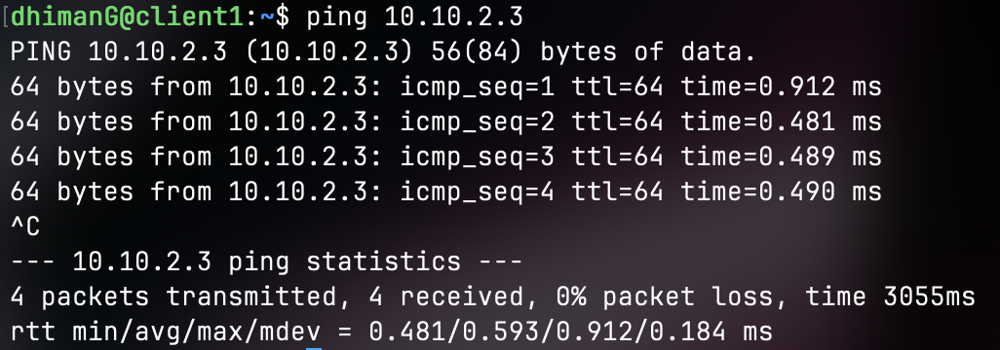 [dhimanG@client1:~$ ping 10.10.2.3
PING 10.10.2.3 (10.10.2.3) 56(84) bytes of data.
64 bytes from 10.10.2.3: icmp_seq=1 ttl=64 time=0.912 ms
64 bytes from 10.10.2.3: icmp_seq=2 ttl=64 time=0.481 ms
64 bytes from 10.10.2.3: icmp_seq=3 ttl=64 time=0.489 ms
64 bytes from 10.10.2.3: icmp_seq=4 ttl=64 time=0.490 ms
^C
--- 10.10.2.3 ping statistics ---
4 packets transmitted, 4 received, 0% packet loss, time 3055ms
rtt min/avg/max/mdev = 0.481/0.593/0.912/0.184 ms